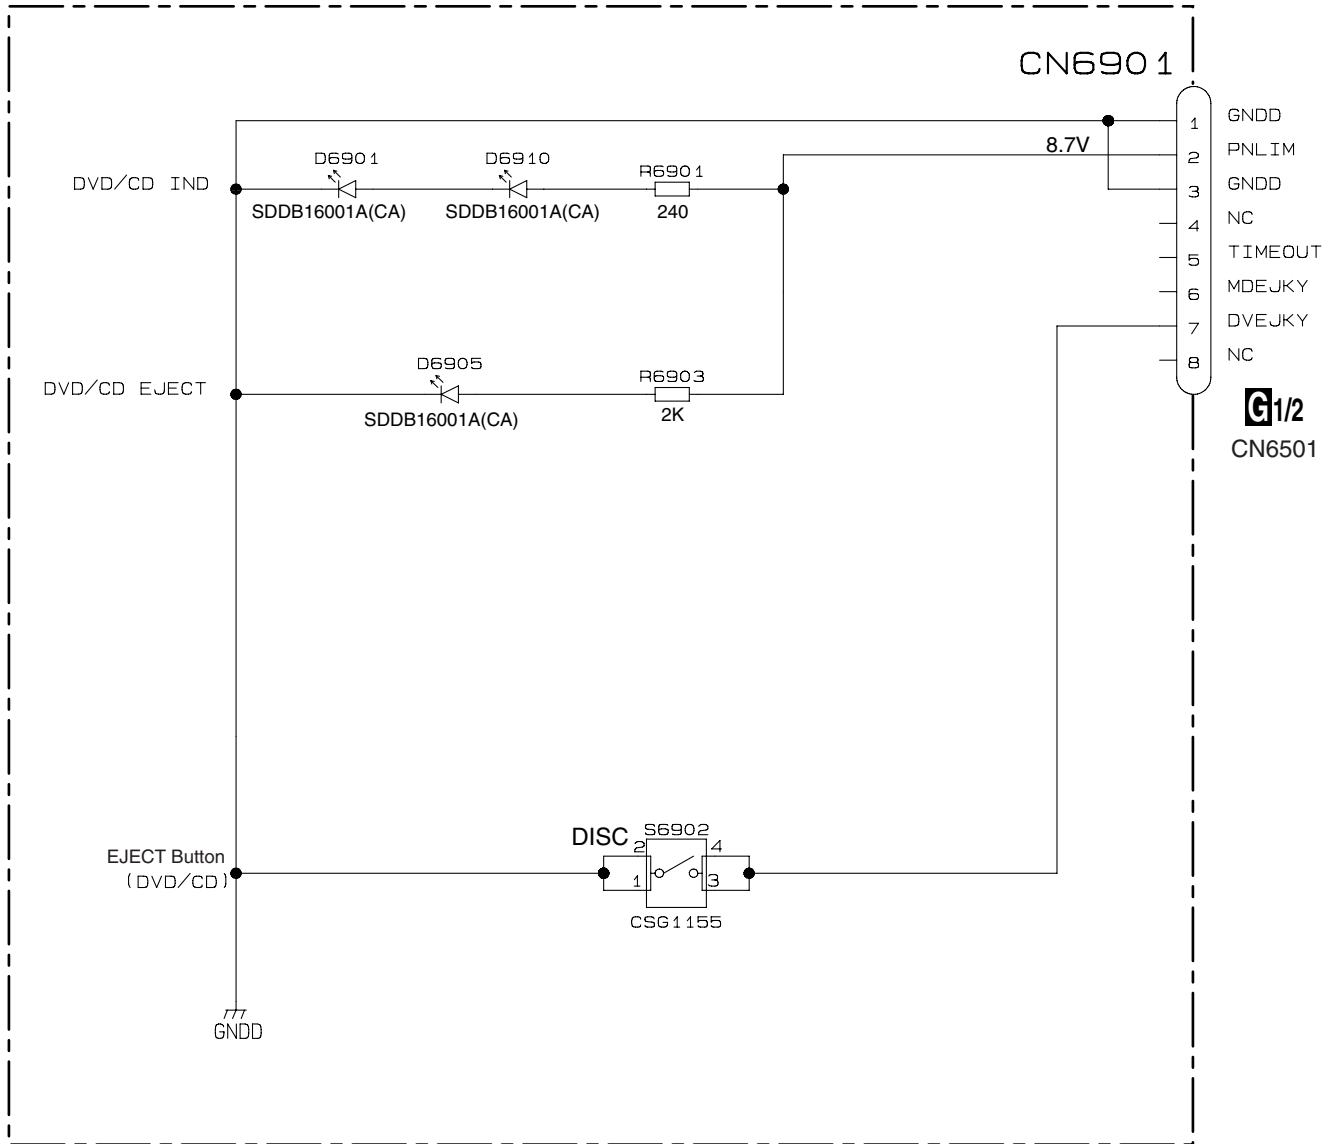 CN6901
1 GNDD
8.7V
2 PNLIM
D6901
D6910
R6901
DVD/CD IND
3 GNDD
SDDB16001A(CA)
SDDB16001A(CA)
240
4 NC
5 TIMEOUT
6 MDEJKY
7 DVEJKY
8 NC
D6905
R6903
DVD/CD EJECT
SDDB16001A(CA)
2K
G 1/2
CN6501
DISC
S6902
2
4
EJECT Button
(DVD/CD)
1
3
CSG1155
GNDD